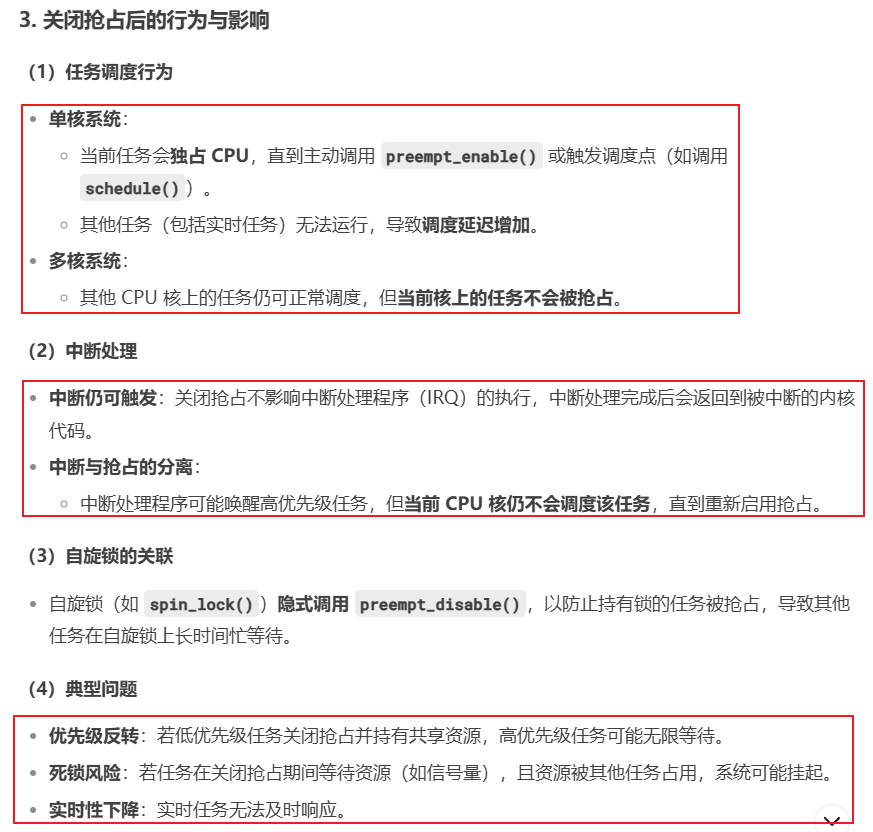 3. 关闭抢占后的行为与影响
（1）任务调度行为
• 单核系统：
○ 当前任务会独占 CPU，直到主动调用 preempt_enable() 或触发调度点（如调用
schedule()）。
○ 其他任务（包括实时任务）无法运行，导致调度延迟增加。
• 多核系统：
○ 其他 CPU 核上的任务仍可正常调度，但当前核上的任务不会被抢占。
（2）中断处理
• 中断仍可触发：关闭抢占不影响中断处理程序（IRQ）的执行，中断处理完成后会返回到被中断的内核
代码。
• 中断与抢占的分离：
○ 中断处理程序可能唤醒高优先级任务，但当前 CPU 核仍不会调度该任务，直到重新启用抢占。
（3）自旋锁的关联
• 自旋锁（如 spin_lock()）隐式调用 preempt_disable()，以防止持有锁的任务被抢占，导致其他
任务在自旋锁上长时间忙等待。
（4）典型问题
• 优先级反转：若低优先级任务关闭抢占并持有共享资源，高优先级任务可能无限等待。
• 死锁风险：若任务在关闭抢占期间等待资源（如信号量），且资源被其他任务占用，系统可能挂起。
• 实时性下降：实时任务无法及时响应。